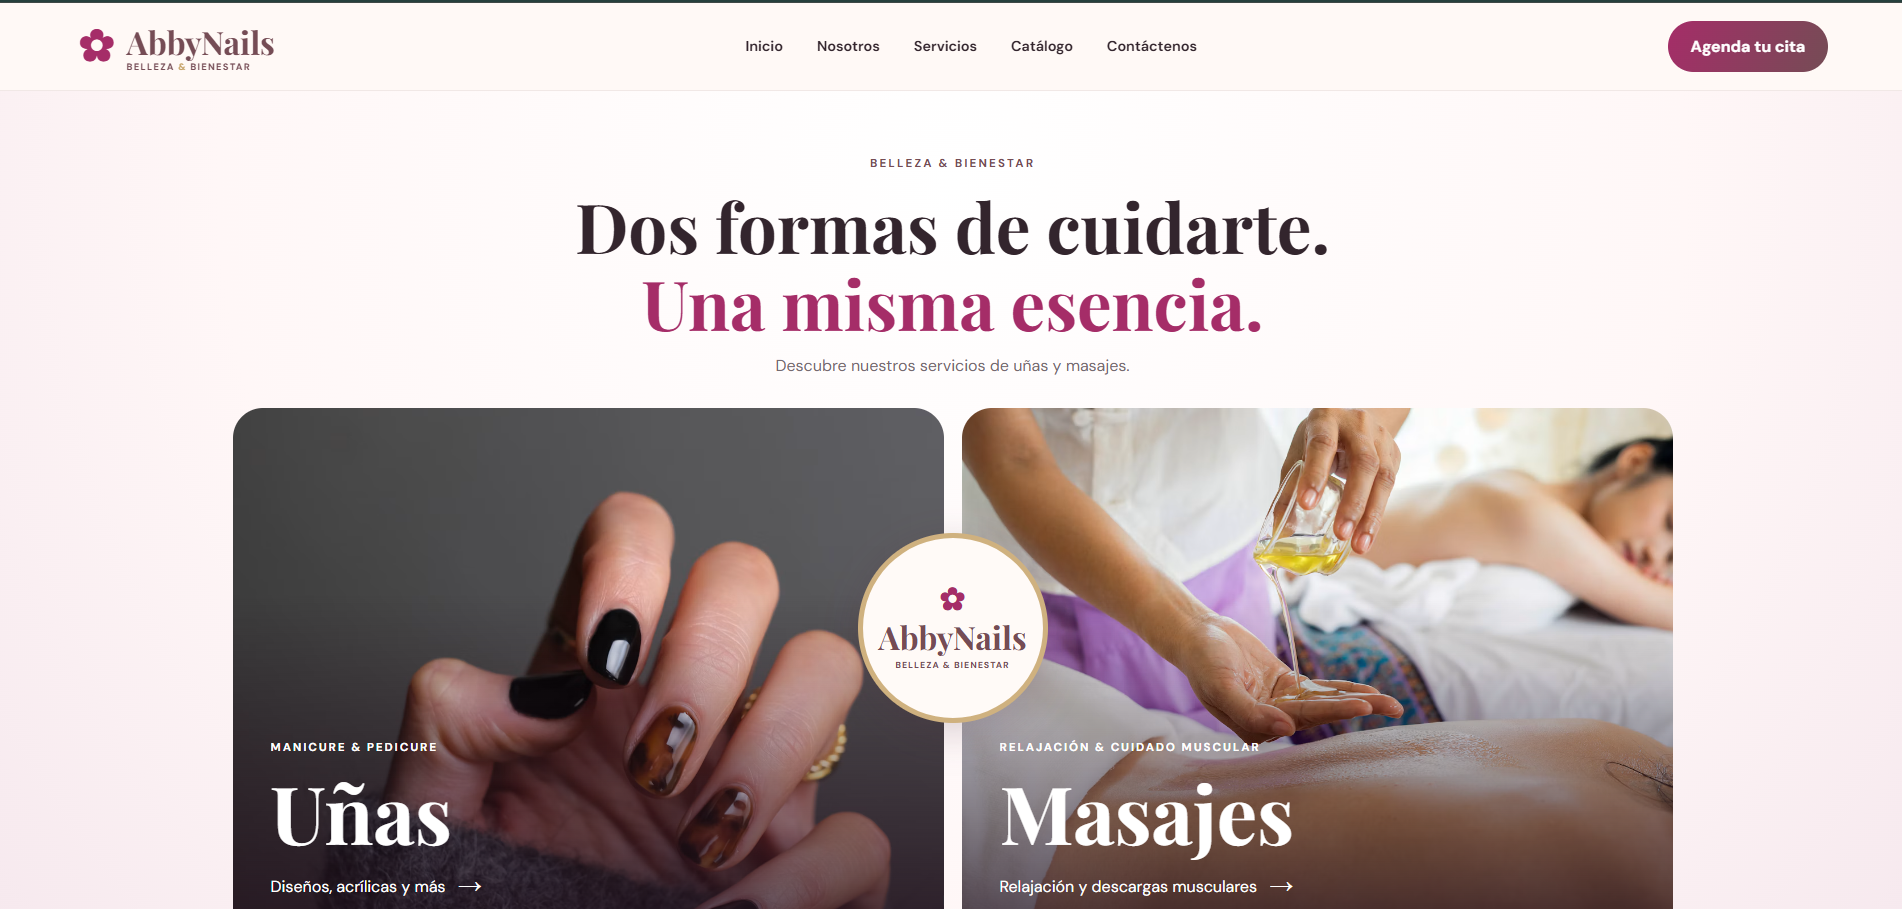 AbbyNails
BELLEZA & BIENESTAR
Inicio
Nosotros
Servicios
Catálogo
Contáctenos
Agenda tu cita
BELLEZA & BIENESTAR
Dos formas de cuidarte.
Una misma esencia.
Descubre nuestros servicios de uñas y masajes.
AbbyNails
BELLEZA & BIENESTAR
MANICURE & PEDICURE
Uñas
Diseños, acrílicas y más →
RELAJACIÓN & CUIDADO MUSCULAR
Masajes
Relajación y descargas musculares →